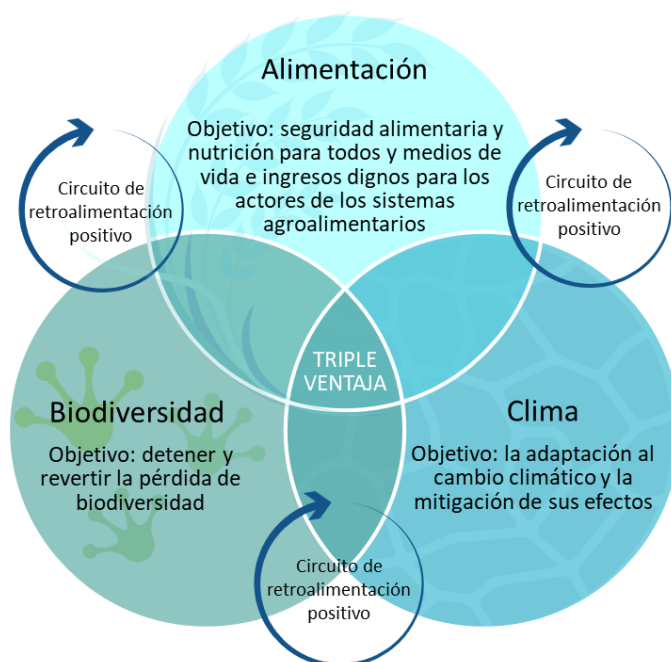 Alimentación
Objetivo: seguridad alimentaria y
nutrición para todos y medios de
vida e ingresos dignos para los
actores de los sistemas
agroalimentarios
Circuito de
retroalimentación
positivo
Circuito de
retroalimentación
positivo
TRIPLE
VENTAJA
Biodiversidad
Objetivo: detener y
revertir la pérdida de
biodiversidad
Clima
Objetivo: la adaptación al
cambio climático y la
mitigación de sus efectos
Circuito de
retroalimentación
positivo